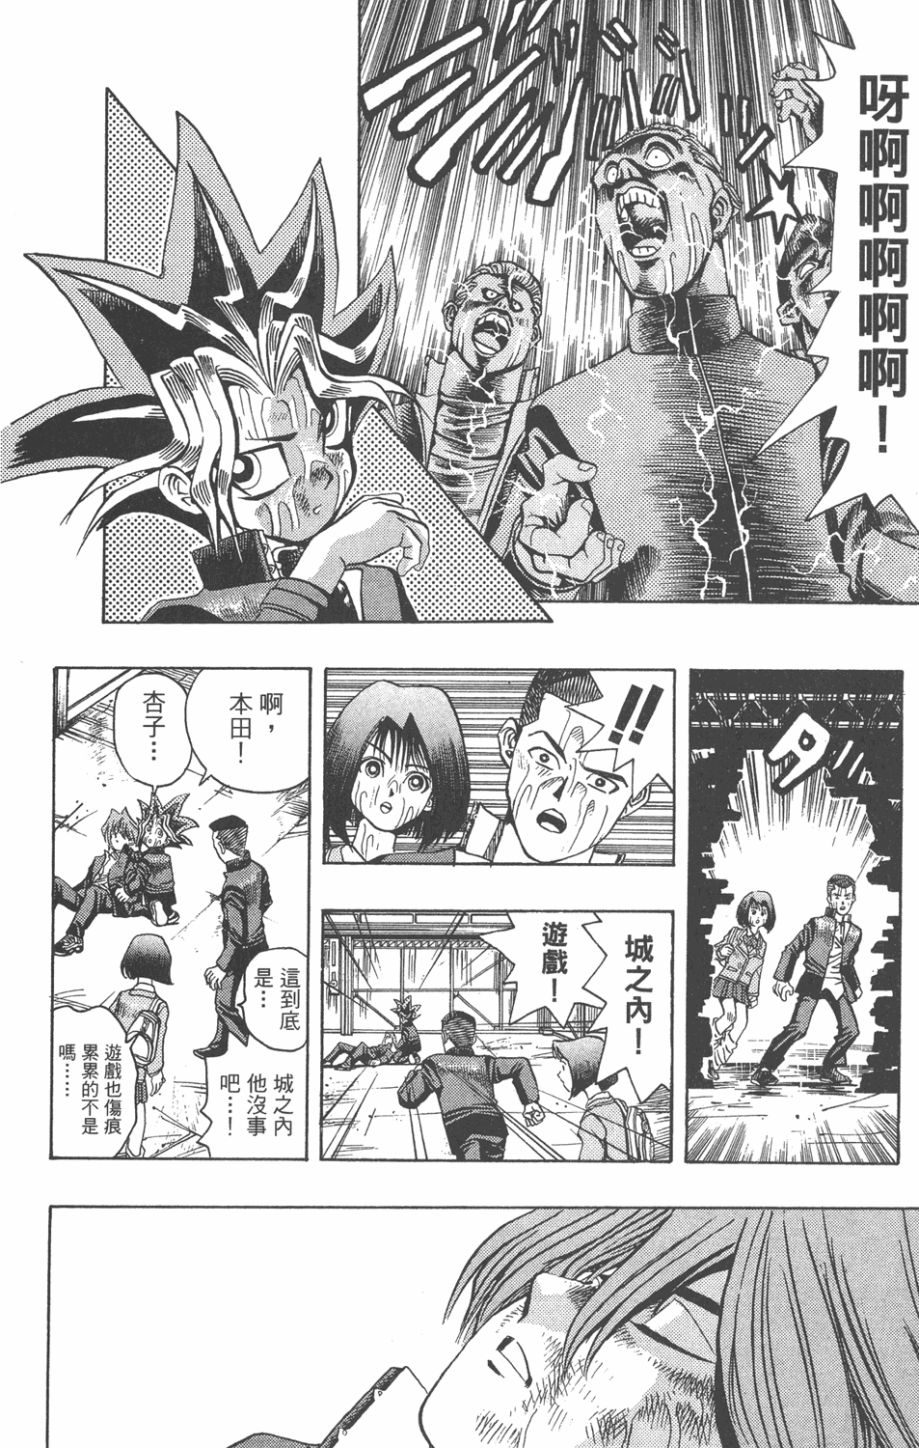 呀啊啊啊啊啊啊！
ダッ
!!
城之內！
遊戲！
啊，
本田！
杏子…
這到底
是…
城之內
他沒事
吧…！
遊戲也傷痕
累累的不是
嗎……